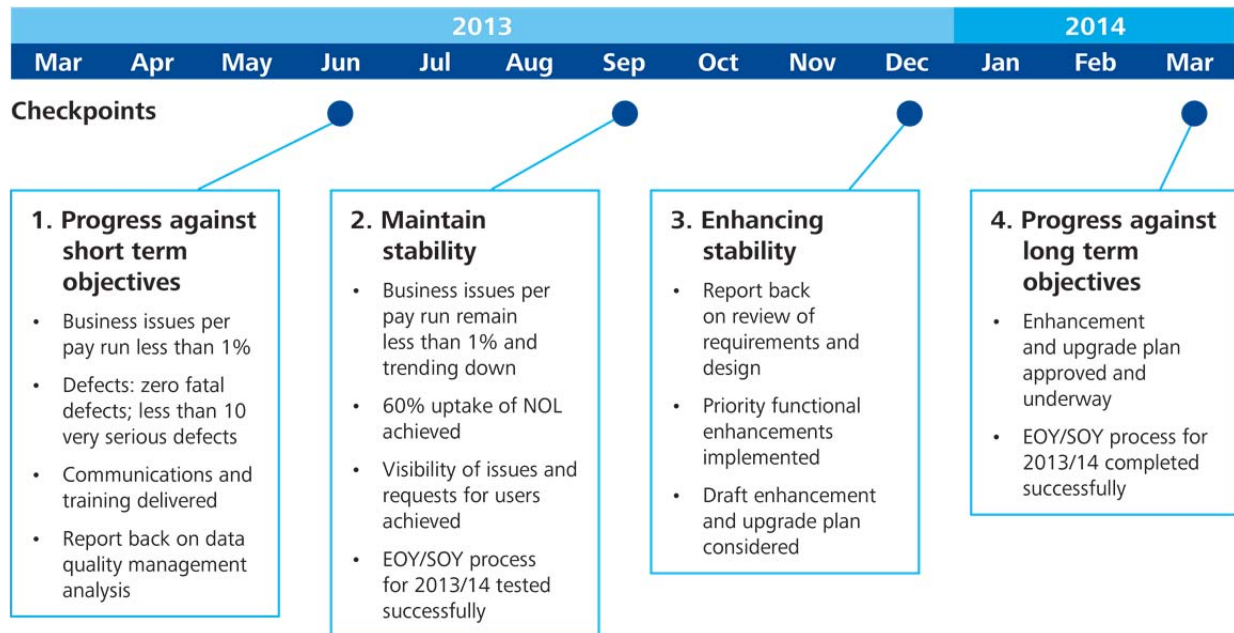 2013 2014
Mar Apr May Jun Jul Aug Sep Oct Nov Dec Jan Feb Mar
Checkpoints
1. Progress against
short term
objectives
• Business issues per
pay run less than 1%
• Defects: zero fatal
defects; less than 10
very serious defects
• Communications and
training delivered
• Report back on data
quality management
analysis
2. Maintain
stability
• Business issues per
pay run remain
less than 1% and
trending down
• 60% uptake of NOL
achieved
• Visibility of issues and
requests for users
achieved
• EOY/SOY process
for 2013/14 tested
successfully
3. Enhancing
stability
• Report back
on review of
requirements and
design
• Priority functional
enhancements
implemented
• Draft enhancement
and upgrade plan
considered
4. Progress against
long term
objectives
• Enhancement
and upgrade plan
approved and
underway
• EOY/SOY process for
2013/14 completed
successfully